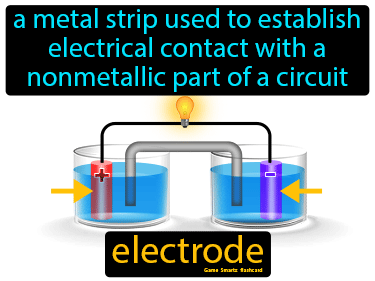 a metal strip used to establish
electrical contact with a
nonmetallic part of a circuit
+
-
electrode
Game Smartz flashcard